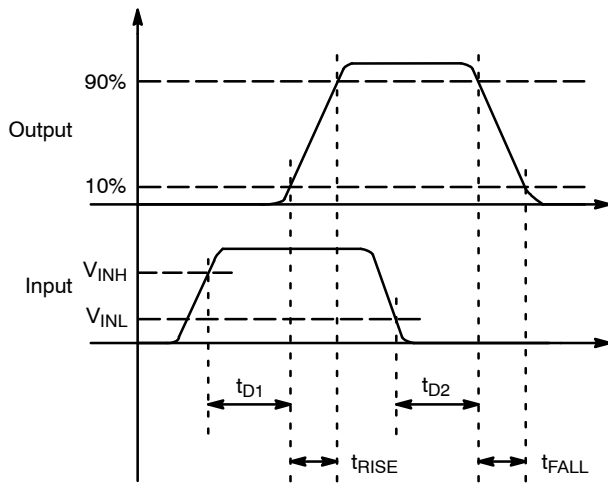 90%
Output
10%
V_INH
Input
V_INL
t_D1
t_D2
t_RISE
t_FALL